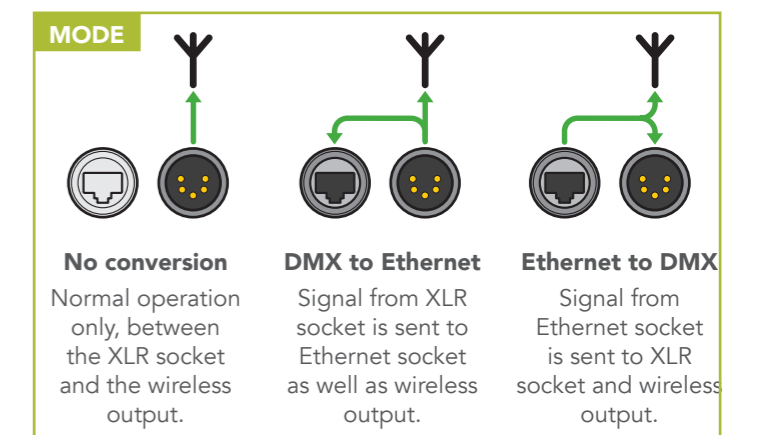 MODE
No conversion
Normal operation
only, between
the XLR socket
and the wireless
output.
DMX to Ethernet
Signal from XLR
socket is sent to
Ethernet socket
as well as wireless
output.
Ethernet to DMX
Signal from
Ethernet socket
is sent to XLR
socket and wireless
output.